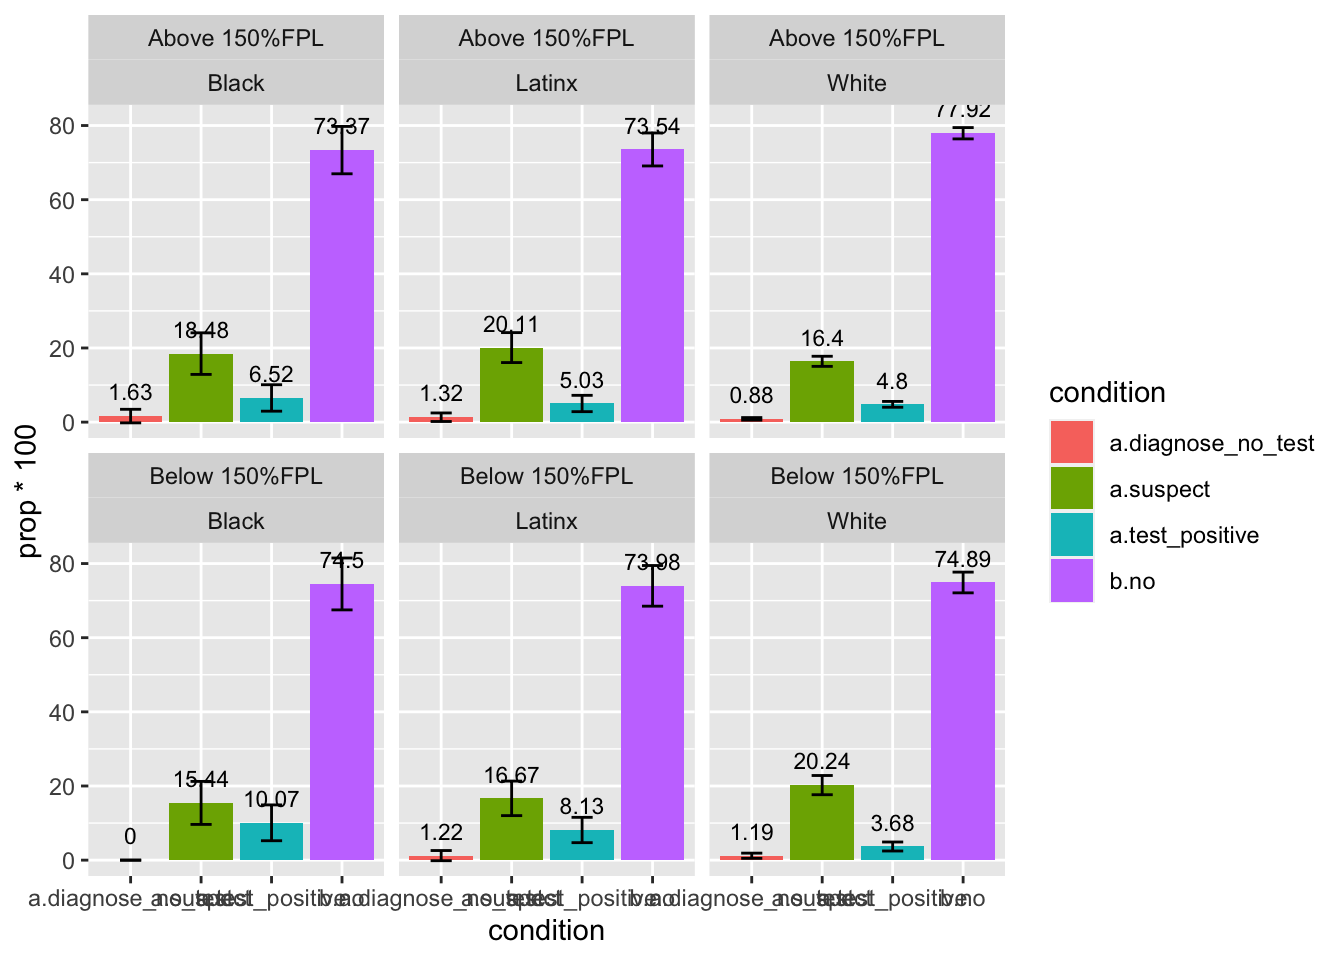 Above 150%FPL
Above 150%FPL
Above 150%FPL
Black
Latinx
White
80
60
40
20
0
1.63
18.48
6.52
73.37
1.32
20.11
5.03
73.54
0.88
16.4
4.8
77.92
prop * 100
Below 150%FPL
Below 150%FPL
Below 150%FPL
Black
Latinx
White
80
60
40
20
0
0
15.44
10.07
74.5
1.22
16.67
8.13
73.98
1.19
20.24
3.68
74.89
condition
condition
a.diagnose_no_test
a.suspect
a.test_positive
b.no